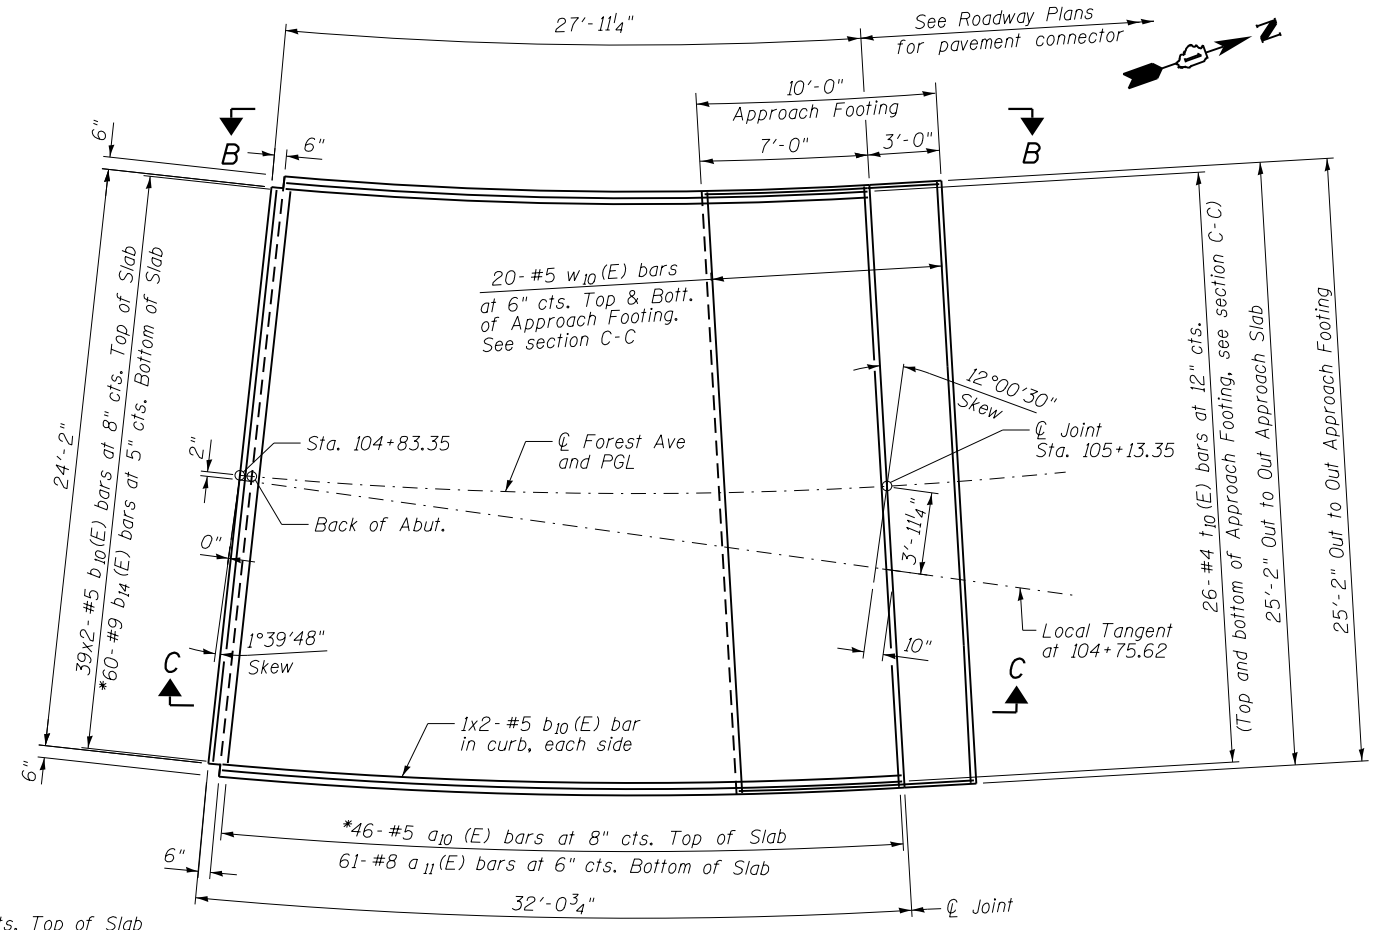 27'-11¼"
See Roadway Plans
for pavement connector
N
10'-0"
Approach Footing
7'-0"
3'-0"
6"
B
6"
B
20-#5 w10(E) bars
at 6" cts. Top & Bott.
of Approach Footing.
See section C-C
24'-2"
39x2-#5 b10(E) bars at 8" cts. Top of Slab
*60-#9 b14(E) bars at 5" cts. Bottom of Slab
2"
Sta. 104+83.35
℄ Forest Ave
and PGL
Back of Abut.
0"
12°00'30"
Skew
℄ Joint
Sta. 105+13.35
3'-11¼"
26-#4 t10(E) bars at 12" cts.
(Top and bottom of Approach Footing, see section C-C)
25'-2" Out to Out Approach Slab
25'-2" Out to Out Approach Footing
Local Tangent
at 104+75.62
10"
1°39'48"
Skew
C
C
1x2-#5 b10(E) bar
in curb, each side
6"
*46-#5 a10(E) bars at 8" cts. Top of Slab
61-#8 a11(E) bars at 6" cts. Bottom of Slab
6"
32'-0¾"
℄ Joint
ts. Top of Slab